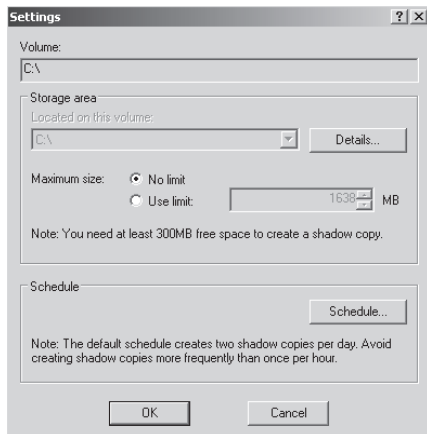 Settings
Volume:
C:\
Storage area
Located on this volume:
C:\
Details...
Maximum size: No limit
Use limit: 1638 MB
Note: You need at least 300MB free space to create a shadow copy.
Schedule
Schedule...
Note: The default schedule creates two shadow copies per day. Avoid
creating shadow copies more frequently than once per hour.
OK Cancel